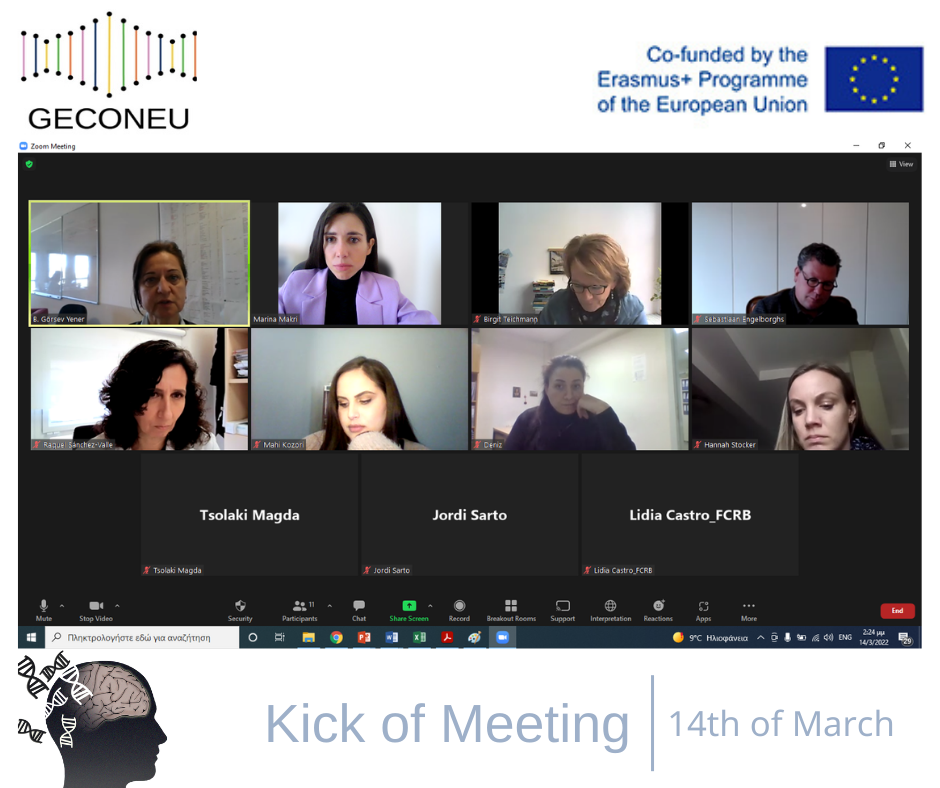 GECONEU
Co-funded by the
Erasmus+ Programme
of the European Union
Zoom Meeting
View
E. Görsev Yener
Marina Makri
Birgit Teichmann
Sebastiaan Engelborghs
Raquel Sánchez-Valle
Mahi Kozori
Deniz
Hannah Stocker
Tsolaki Magda
Jordi Sarto
Lidia Castro_FCRB
Tsolaki Magda
Jordi Sarto
Lidia Castro_FCRB
Mute
Stop Video
Security
Participants
11
Chat
Share Screen
Record
Breakout Rooms
Support
Interpretation
Reactions
Apps
More
End
Πληκτρολογήστε εδώ για αναζήτηση
9°C Ηλιοφάνεια
ENG
2:24 μμ
14/3/2022
29
Kick of Meeting
14th of March